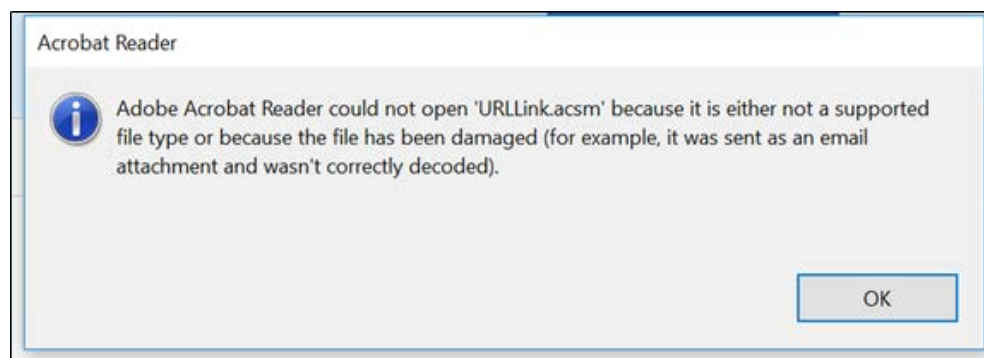 Acrobat Reader
Adobe Acrobat Reader could not open 'URLLink.acsm' because it is either not a supported
file type or because the file has been damaged (for example, it was sent as an email
attachment and wasn't correctly decoded).
OK